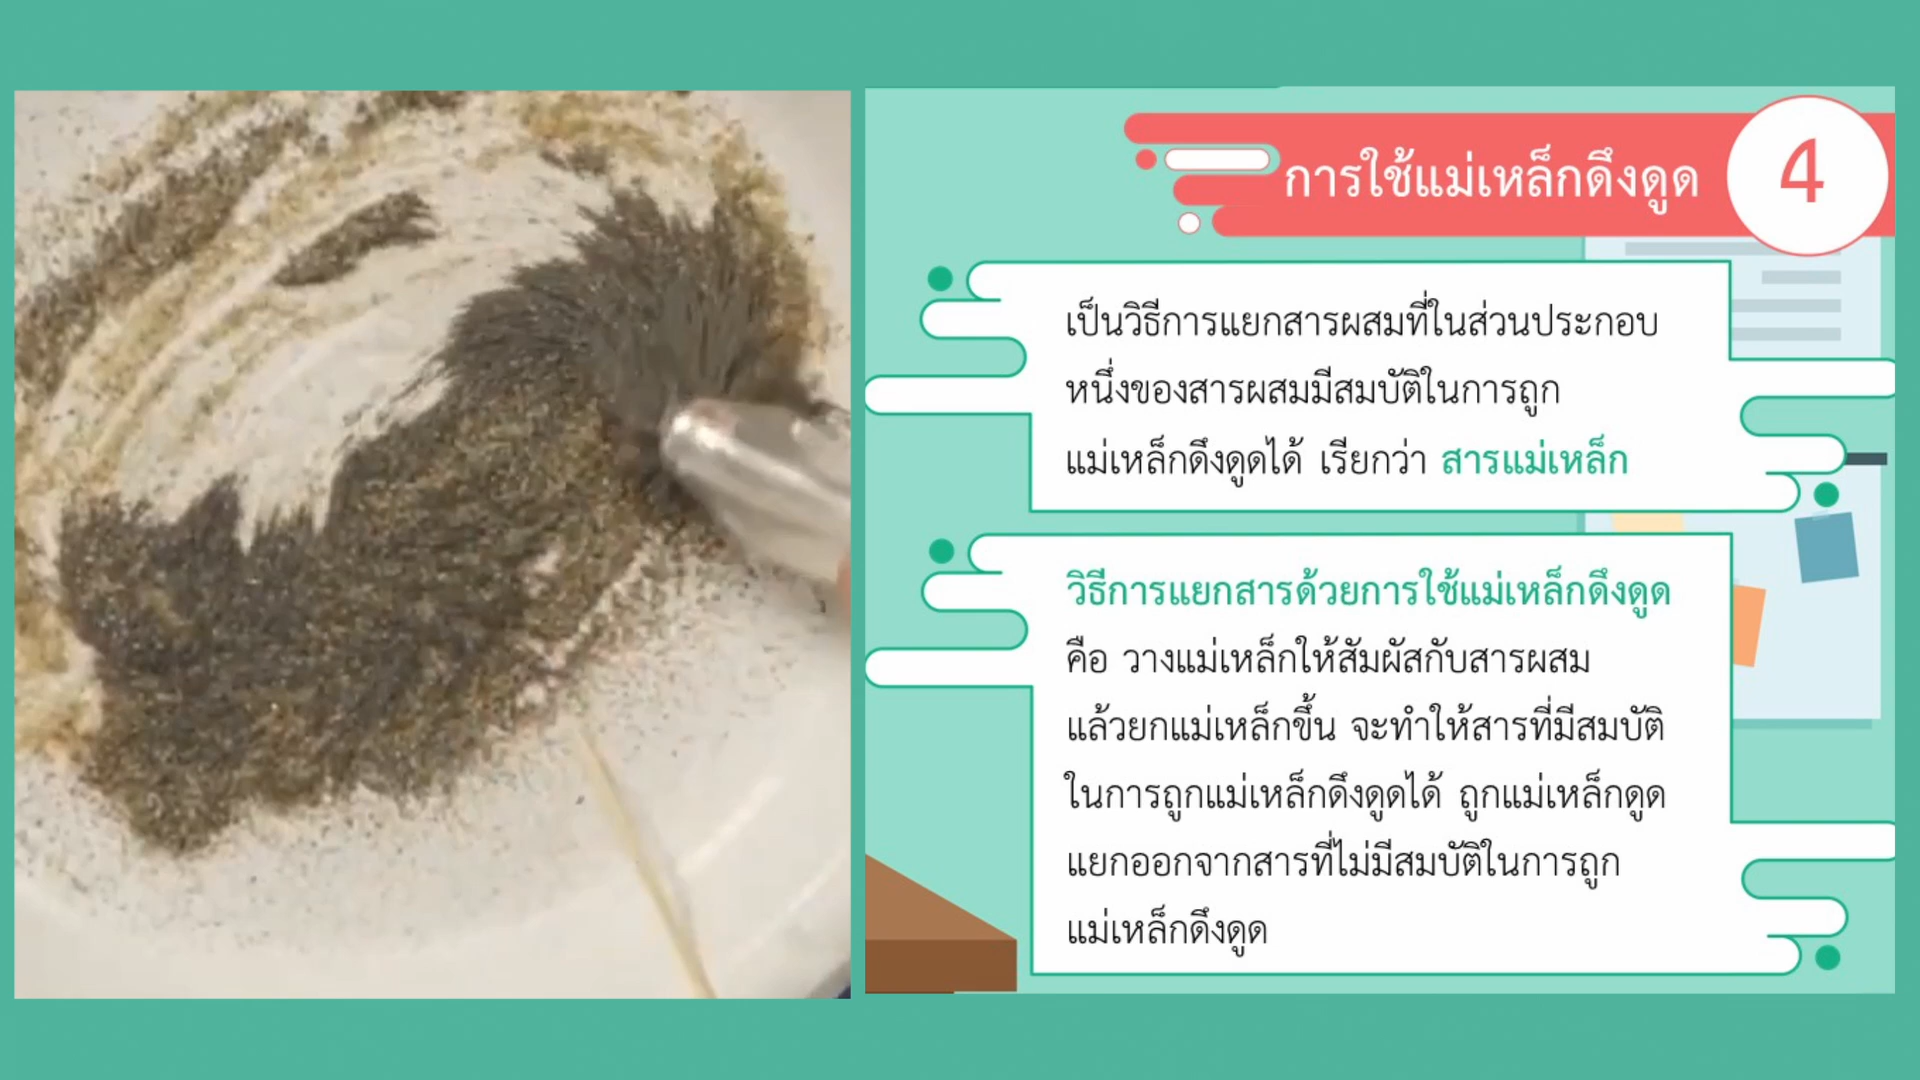 การใช้แม่เหล็กดึงดูด
4
เป็นวิธีการแยกสารผสมที่ในส่วนประกอบ
หนึ่งของสารผสมมีสมบัติในการถูก
แม่เหล็กดึงดูดได้ เรียกว่า สารแม่เหล็ก
วิธีการแยกสารด้วยการใช้แม่เหล็กดึงดูด
คือ วางแม่เหล็กให้สัมผัสกับสารผสม
แล้วยกแม่เหล็กขึ้น จะทำให้สารที่มีสมบัติ
ในการถูกแม่เหล็กดึงดูดได้ ถูกแม่เหล็กดูด
แยกออกจากสารที่ไม่มีสมบัติในการถูก
แม่เหล็กดึงดูด